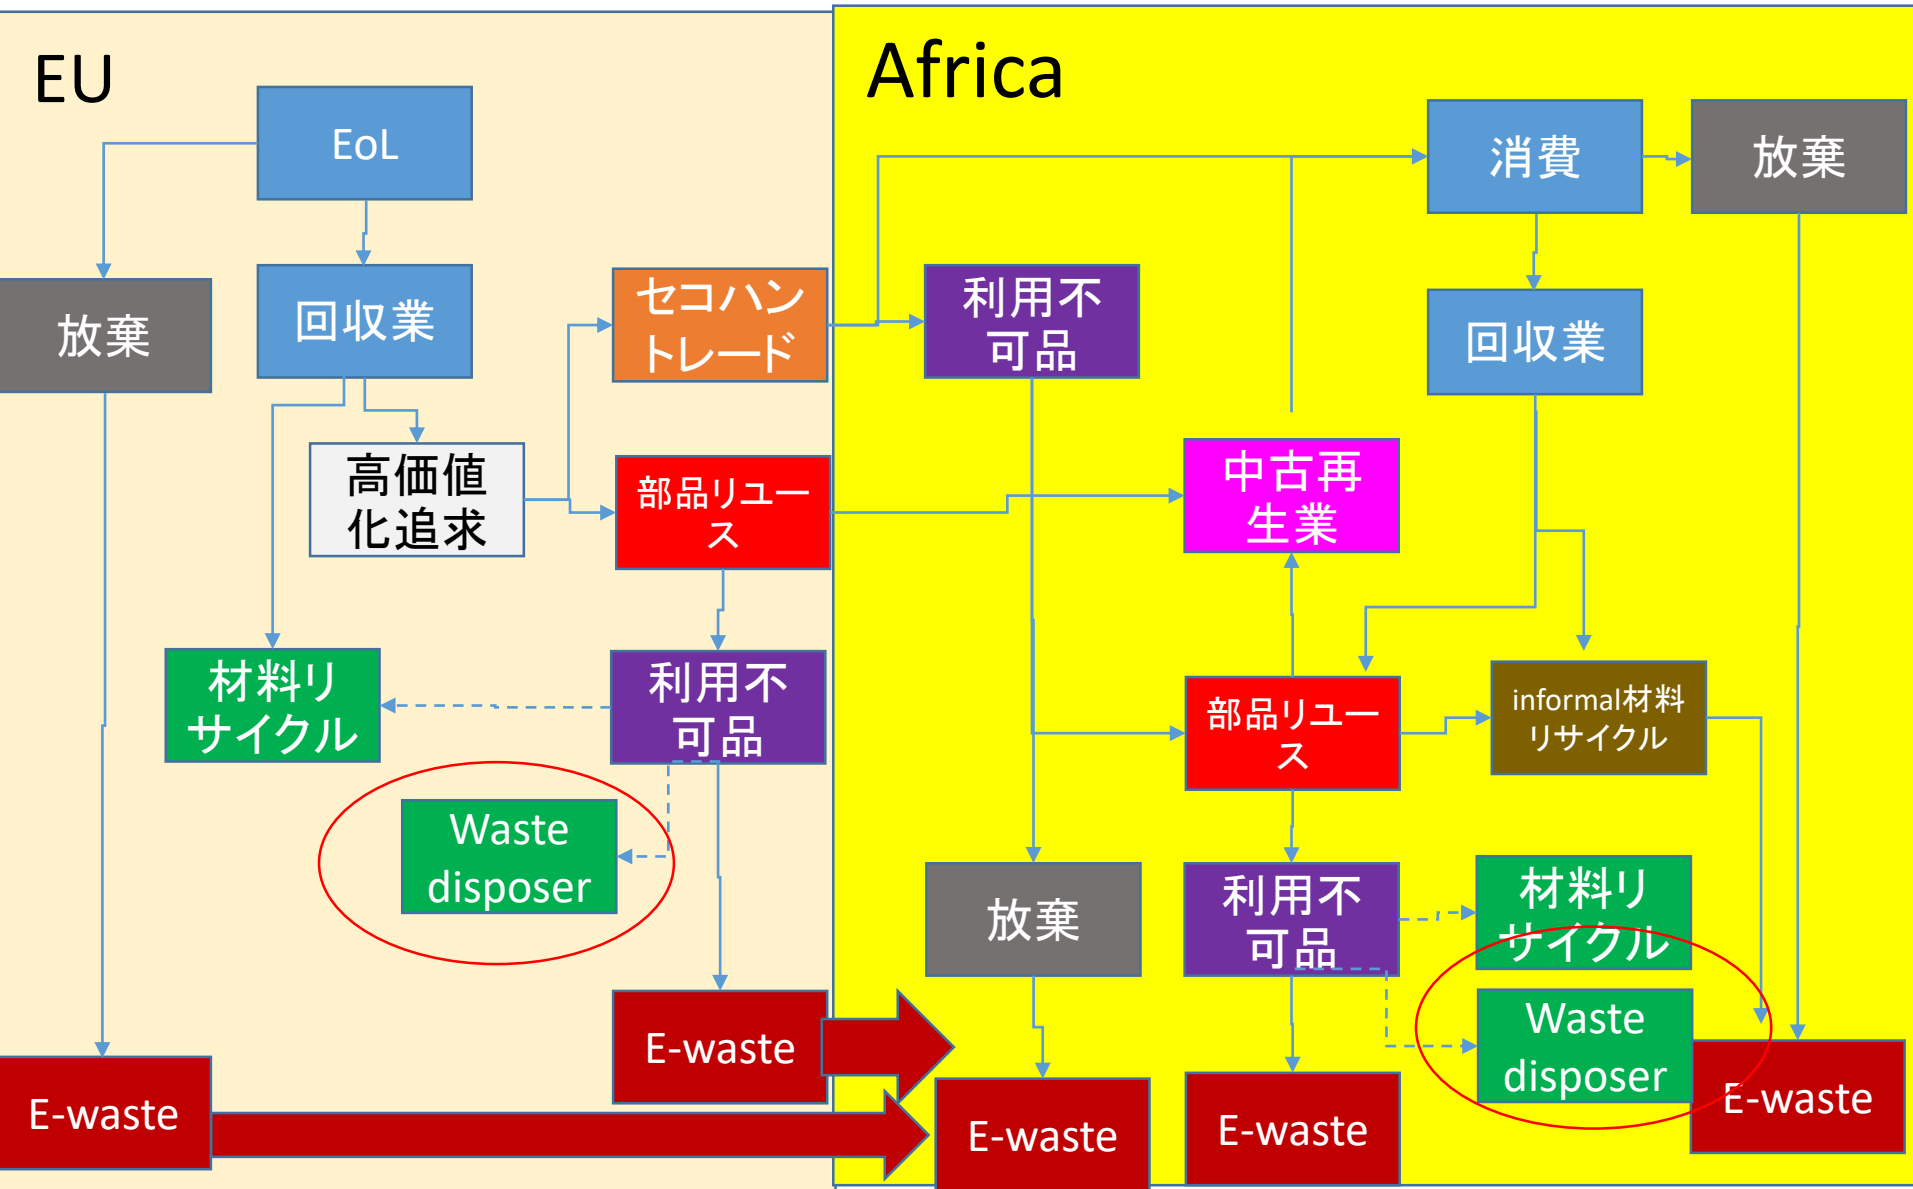 EU
EoL
放棄
回収業
セコハン
トレード
高価値
化追求
部品リユー
ス
材料リ
サイクル
利用不
可品
Waste
disposer
E-waste
E-waste
Africa
消費
放棄
利用不
可品
回収業
中古再
生業
部品リユー
ス
informal材料
リサイクル
放棄
利用不
可品
材料リ
サイクル
Waste
disposer
E-waste
E-waste
E-waste